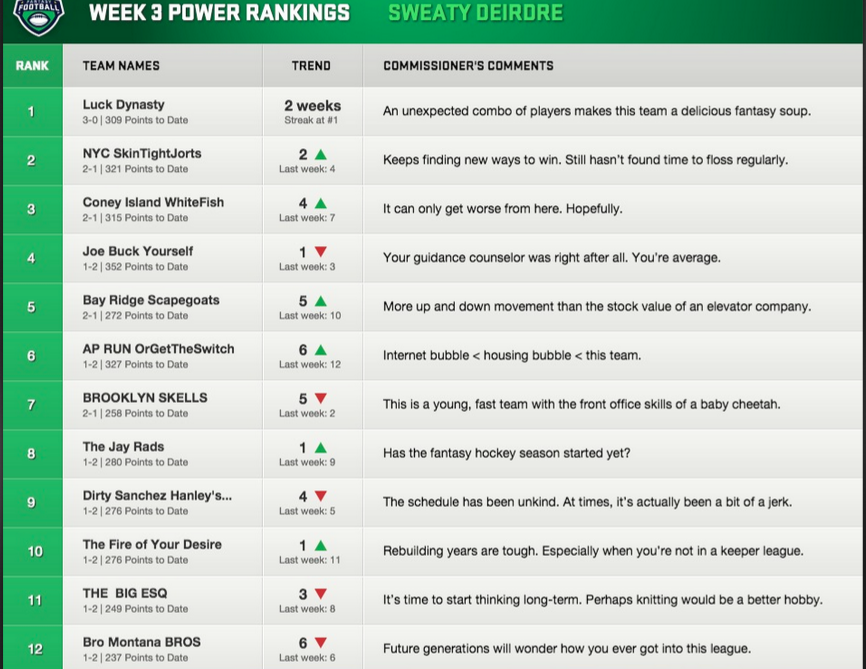 FOOTBALL
WEEK 3 POWER RANKINGS SWEATY DEIRDRE
RANK TEAM NAMES TREND COMMISSIONER'S COMMENTS
1 Luck Dynasty 2 weeks An unexpected combo of players makes this team a delicious fantasy soup.
3-0 | 309 Points to Date Streak at #1
2 NYC SkinTightJorts 2 ▲ Keeps finding new ways to win. Still hasn't found time to floss regularly.
2-1 | 321 Points to Date Last week: 4
3 Coney Island WhiteFish 4 ▲ It can only get worse from here. Hopefully.
2-1 | 315 Points to Date Last week: 7
4 Joe Buck Yourself 1 ▼ Your guidance counselor was right after all. You're average.
1-2 | 352 Points to Date Last week: 3
5 Bay Ridge Scapegoats 5 ▲ More up and down movement than the stock value of an elevator company.
2-1 | 272 Points to Date Last week: 10
6 AP RUN OrGetTheSwitch 6 ▲ Internet bubble < housing bubble < this team.
1-2 | 327 Points to Date Last week: 12
7 BROOKLYN SKELLS 5 ▼ This is a young, fast team with the front office skills of a baby cheetah.
2-1 | 258 Points to Date Last week: 2
8 The Jay Rads 1 ▲ Has the fantasy hockey season started yet?
1-2 | 280 Points to Date Last week: 9
9 Dirty Sanchez Hanley's... 4 ▼ The schedule has been unkind. At times, it's actually been a bit of a jerk.
1-2 | 276 Points to Date Last week: 5
10 The Fire of Your Desire 1 ▲ Rebuilding years are tough. Especially when you're not in a keeper league.
1-2 | 276 Points to Date Last week: 11
11 THE BIG ESQ 3 ▼ It's time to start thinking long-term. Perhaps knitting would be a better hobby.
1-2 | 249 Points to Date Last week: 8
12 Bro Montana BROS 6 ▼ Future generations will wonder how you ever got into this league.
1-2 | 237 Points to Date Last week: 6